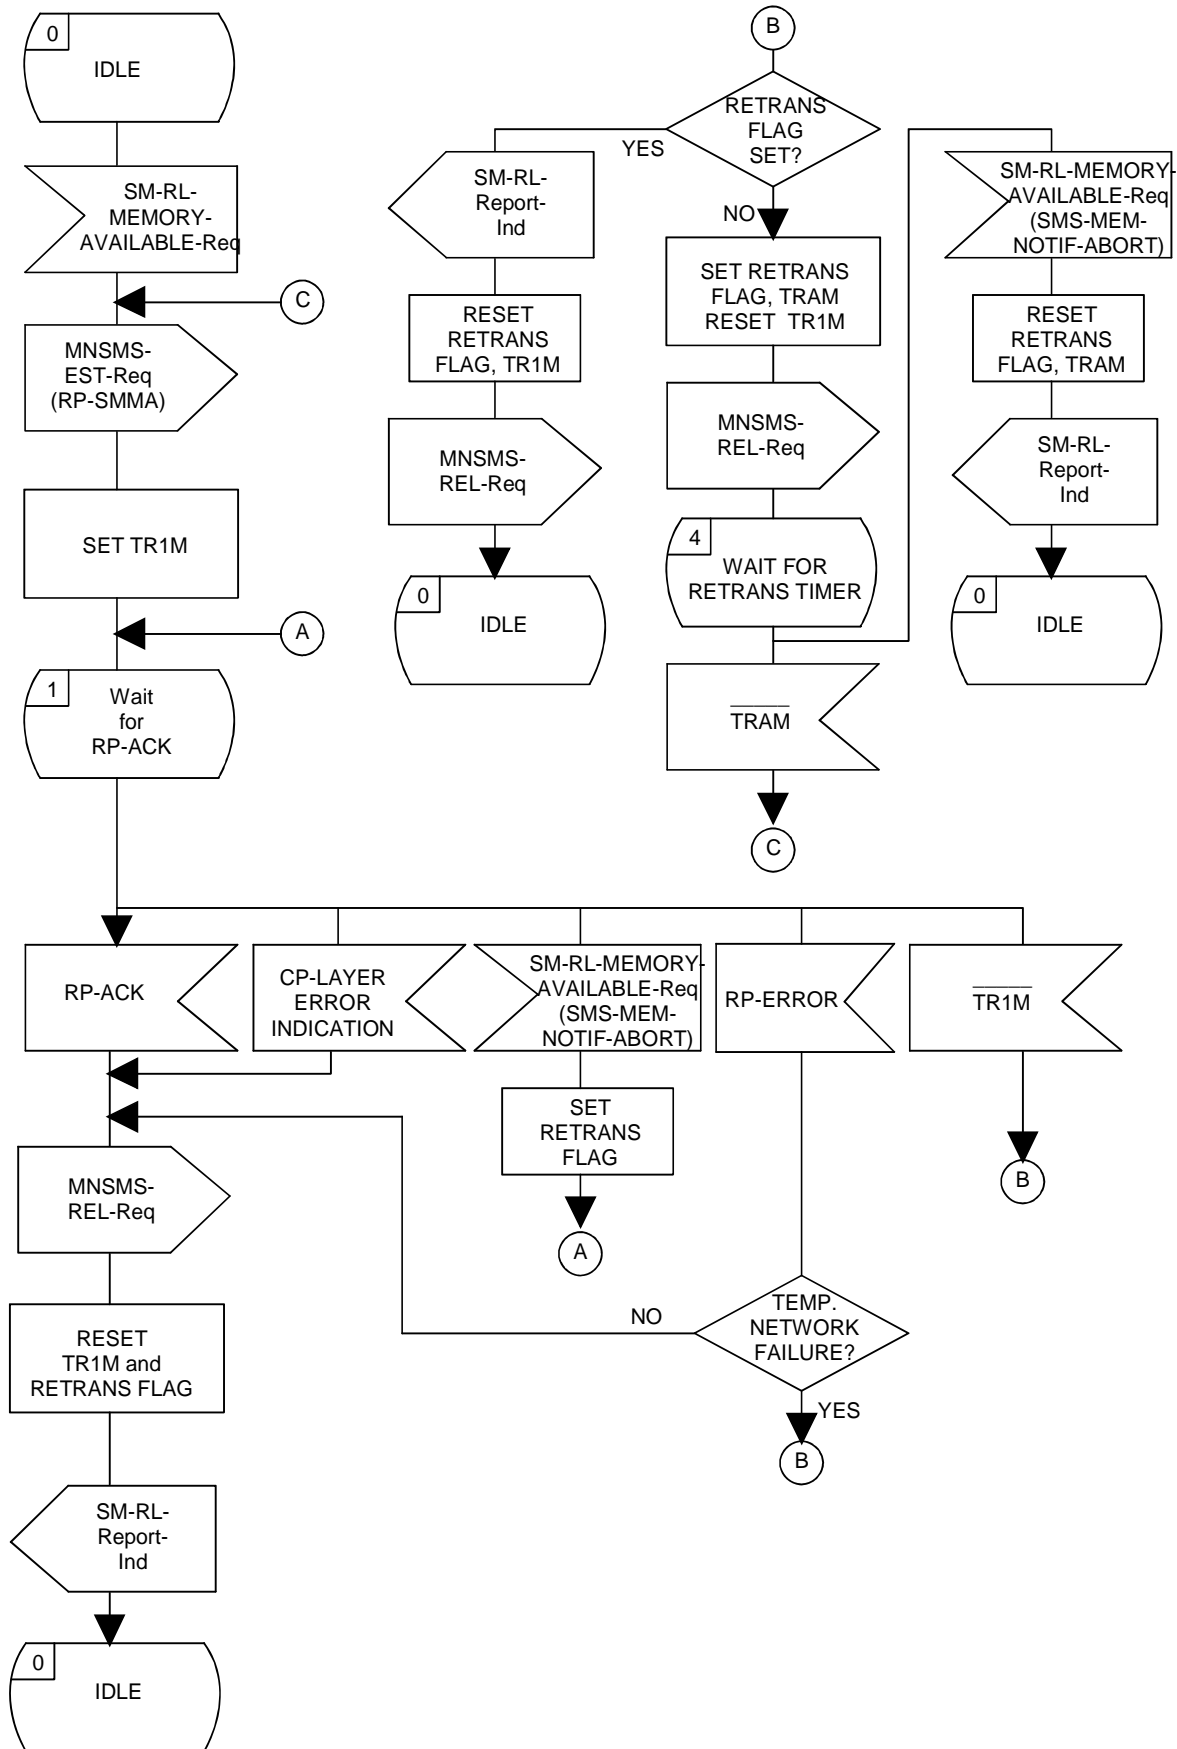 0
IDLE
SM-RL-
MEMORY-
AVAILABLE-Req
C
MNSMS-
EST-Req
(RP-SMMA)
SET TR1M
A
1
Wait
for
RP-ACK
B
RETRANS
FLAG
SET?
YES
NO
SM-RL-
Report-
Ind
RESET
RETRANS
FLAG, TR1M
MNSMS-
REL-Req
0
IDLE
SET RETRANS
FLAG, TRAM
RESET TR1M
MNSMS-
REL-Req
4
WAIT FOR
RETRANS TIMER
TRAM
C
SM-RL-MEMORY-
AVAILABLE-Req
(SMS-MEM-
NOTIF-ABORT)
RESET
RETRANS
FLAG, TRAM
SM-RL-
Report-
Ind
0
IDLE
RP-ACK
CP-LAYER
ERROR
INDICATION
SM-RL-MEMORY-
AVAILABLE-Req
(SMS-MEM-
NOTIF-ABORT)
RP-ERROR
TR1M
SET
RETRANS
FLAG
A
B
MNSMS-
REL-Req
TEMP.
NETWORK
FAILURE?
NO
YES
B
RESET
TR1M and
RETRANS FLAG
SM-RL-
Report-
Ind
0
IDLE